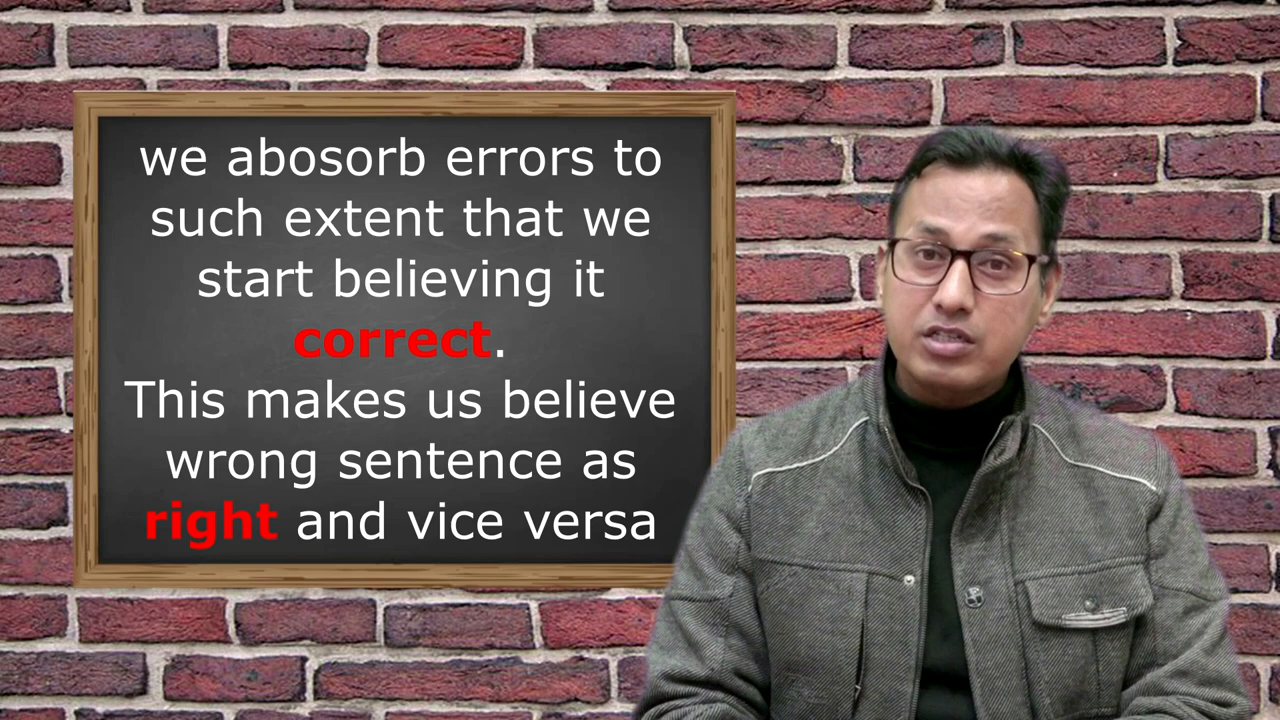 we abosorb errors to
such extent that we
start believing it
correct.
This makes us believe
wrong sentence as
right and vice versa